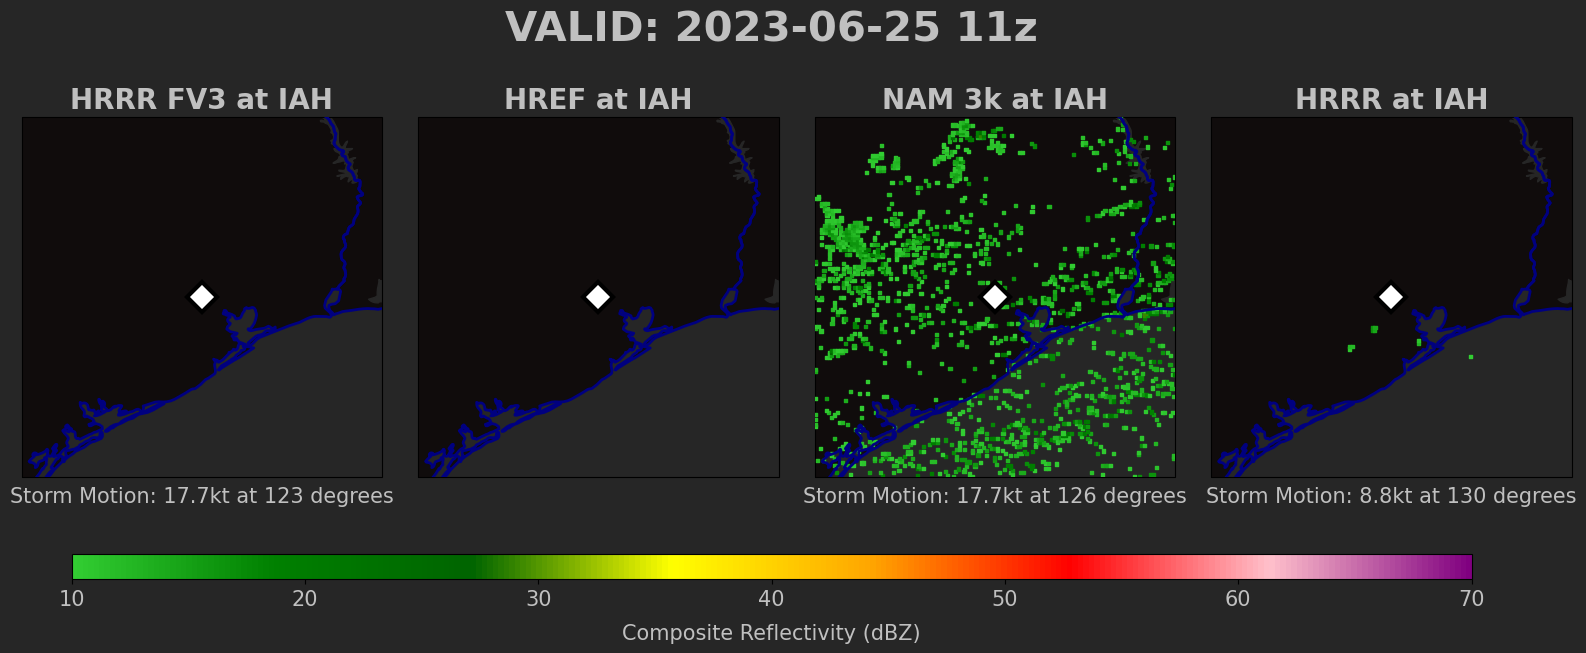 VALID: 2023-06-25 11z
HRRR FV3 at IAH
HREF at IAH
NAM 3k at IAH
HRRR at IAH
Storm Motion: 17.7kt at 123 degrees
Storm Motion: 17.7kt at 126 degrees
Storm Motion: 8.8kt at 130 degrees
10 20 30 40 50 60 70
Composite Reflectivity (dBZ)